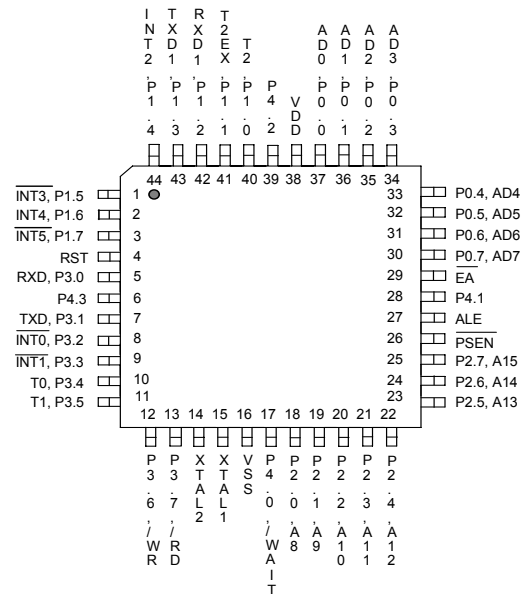 INT2, P1.4
TXD1, P1.3
RXD1, P1.2
T2EX, P1.1
T2, P1.0
P4.2
VDD
AD0, P0.0
AD1, P0.1
AD2, P0.2
AD3, P0.3
44 43 42 41 40 39 38 37 36 35 34
INT3, P1.5 1
INT4, P1.6 2
INT5, P1.7 3
RST 4
RXD, P3.0 5
P4.3 6
TXD, P3.1 7
INT0, P3.2 8
INT1, P3.3 9
T0, P3.4 10
T1, P3.5 11
33 P0.4, AD4
32 P0.5, AD5
31 P0.6, AD6
30 P0.7, AD7
29 EA
28 P4.1
27 ALE
26 PSEN
25 P2.7, A15
24 P2.6, A14
23 P2.5, A13
12 13 14 15 16 17 18 19 20 21 22
P3.6, /WR
P3.7, /RD
XTAL2
XTAL1
VSS
P4.0, /WAIT
P2.0, A8
P2.1, A9
P2.2, A10
P2.3, A11
P2.4, A12